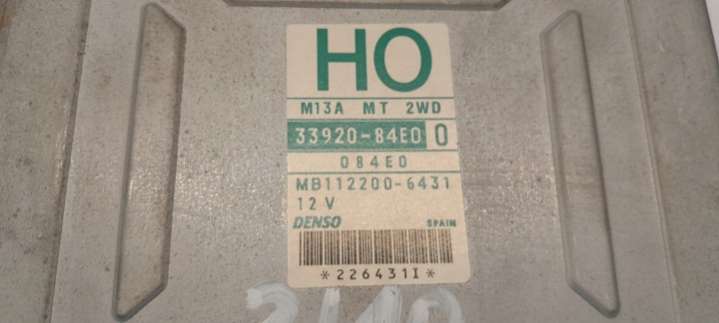 HO
M13A MT 2WD
33920-84E0 0
084E0
MB112200-6431
12 V
DENSO SPAIN
*226431I*